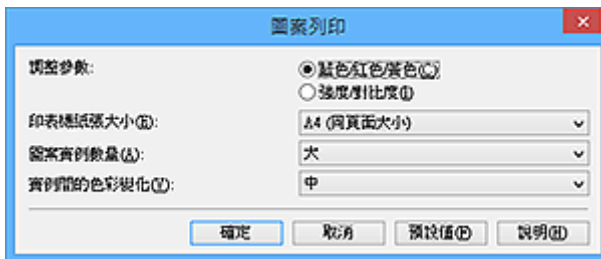 圖案列印
調整參數:
藍色/紅色/黃色(C)
強度/對比度(I)
印表機紙張大小(R):
A4 (同頁面大小)
圖案實例數量(A):
大
實例間的色彩變化(V):
中
確定 取消 預設值(F) 說明(H)